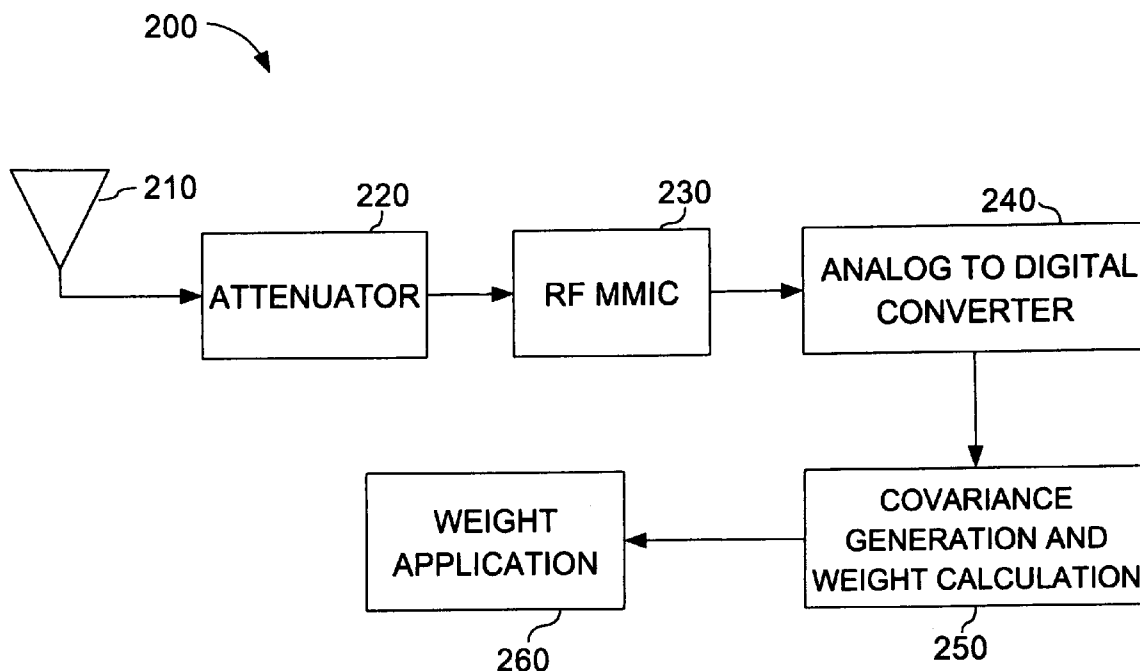 200
210
220
230
240
ATTENUATOR
RF MMIC
ANALOG TO DIGITAL
CONVERTER
WEIGHT
APPLICATION
COVARIANCE
GENERATION AND
WEIGHT CALCULATION
260
250